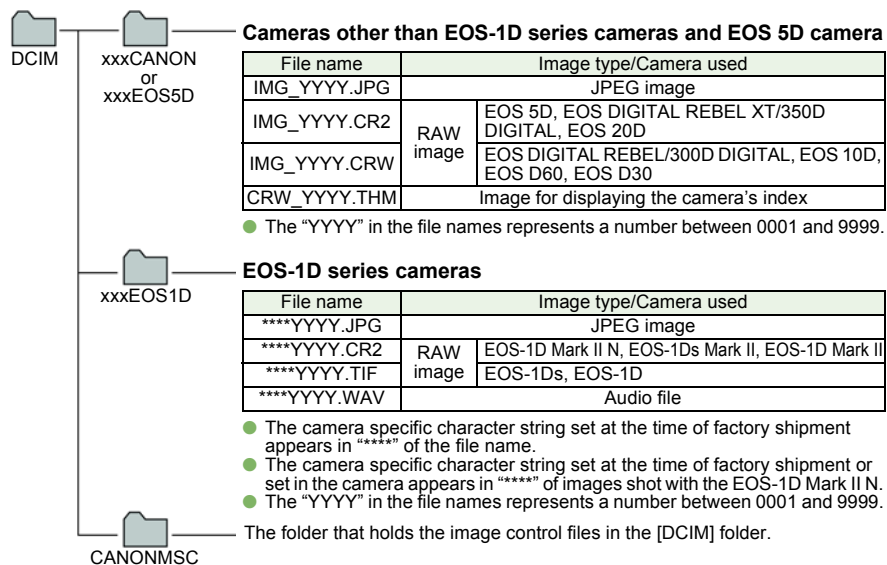 DCIM
xxxCANON
or
xxxEOS5D
Cameras other than EOS-1D series cameras and EOS 5D camera
File name Image type/Camera used
IMG_YYYY.JPG JPEG image
IMG_YYYY.CR2 RAW image EOS 5D, EOS DIGITAL REBEL XT/350D
DIGITAL, EOS 20D
IMG_YYYY.CRW EOS DIGITAL REBEL/300D DIGITAL, EOS 10D,
EOS D60, EOS D30
CRW_YYYY.THM Image for displaying the camera's index
● The “YYYY” in the file names represents a number between 0001 and 9999.
xxxEOS1D
EOS-1D series cameras
File name Image type/Camera used
****YYYY.JPG JPEG image
****YYYY.CR2 RAW image EOS-1D Mark II N, EOS-1Ds Mark II, EOS-1D Mark II
****YYYY.TIF EOS-1Ds, EOS-1D
****YYYY.WAV Audio file
● The camera specific character string set at the time of factory shipment
appears in “****” of the file name.
● The camera specific character string set at the time of factory shipment or
set in the camera appears in “****” of images shot with the EOS-1D Mark II N.
● The “YYYY” in the file names represents a number between 0001 and 9999.
CANONMSC
The folder that holds the image control files in the [DCIM] folder.